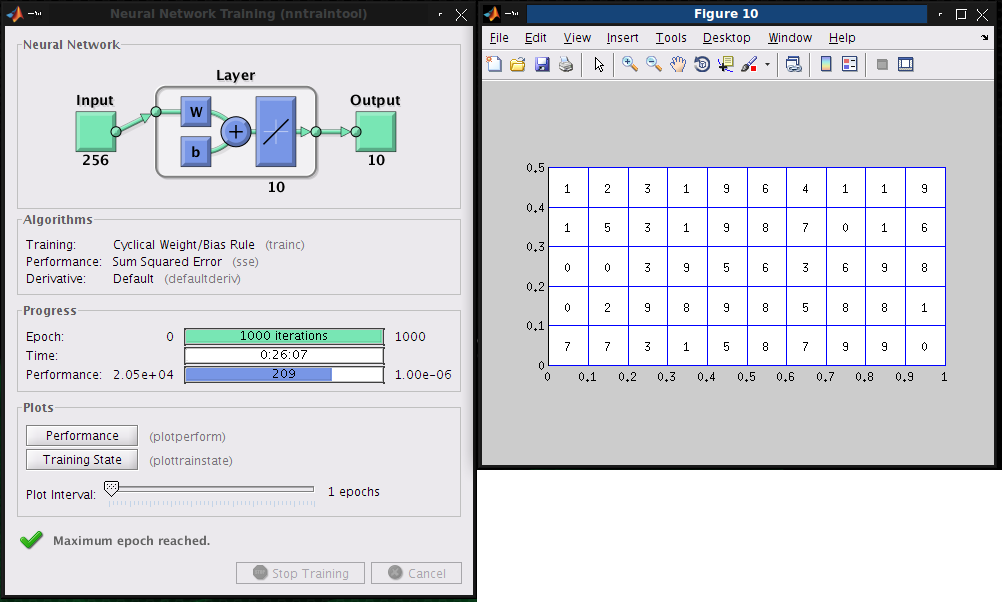 Neural Network Training (nntraintool)
Neural Network
Layer
Input
W
b
+
Output
256
10
10
Algorithms
Training: Cyclical Weight/Bias Rule (trainc)
Performance: Sum Squared Error (sse)
Derivative: Default (defaultderiv)
Progress
Epoch: 0 1000 iterations 1000
Time: 0:26:07
Performance: 2.05e+04 209 1.00e-06
Plots
Performance (plotperform)
Training State (plottrainstate)
Plot Interval: 1 epochs
Maximum epoch reached.
Stop Training Cancel
Figure 10
File Edit View Insert Tools Desktop Window Help
0.5
1 2 3 1 9 6 4 1 1 9
0.4
1 5 3 1 9 8 7 0 1 6
0.3
0 0 3 9 5 6 3 6 9 8
0.2
0 2 9 8 9 8 5 8 8 1
0.1
7 7 3 1 5 8 7 9 9 0
0
0 0.1 0.2 0.3 0.4 0.5 0.6 0.7 0.8 0.9 1